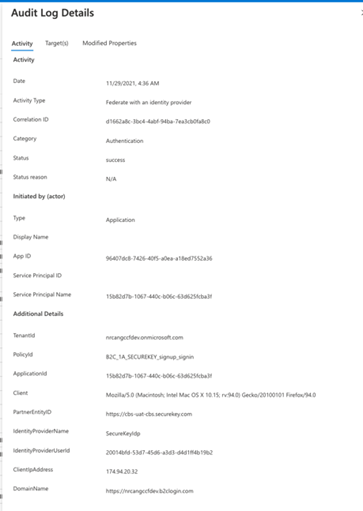 Audit Log Details
Activity Target(s) Modified Properties
Activity
Date 11/29/2021, 4:36 AM
Activity Type Federate with an identity provider
Correlation ID d1662a8c-3bc4-4abf-94ba-7ea3cb0fa8c0
Category Authentication
Status success
Status reason N/A
Initiated by (actor)
Type Application
Display Name
App ID 96407dc8-7426-40f5-a0ea-a18ed7552a36
Service Principal ID
Service Principal Name 15b82d7b-1067-440c-b06c-63d625fcba3f
Additional Details
TenantId nrcangccfdev.onmicrosoft.com
PolicyId B2C_1A_SECUREKEY_signup_signin
ApplicationId 15b82d7b-1067-440c-b06c-63d625fcba3f
Client Mozilla/5.0 (Macintosh; Intel Mac OS X 10.15; rv:94.0) Gecko/20100101 Firefox/94.0
PartnerEntityID https://cbs-uat-cbs.securekey.com
IdentityProviderName SecureKeyIdp
IdentityProviderUserId 20014bfd-53d7-45d6-a3d3-d4d1ff4b19b2
ClientIpAddress 174.94.20.32
DomainName https://nrcangccfdev.b2clogin.com